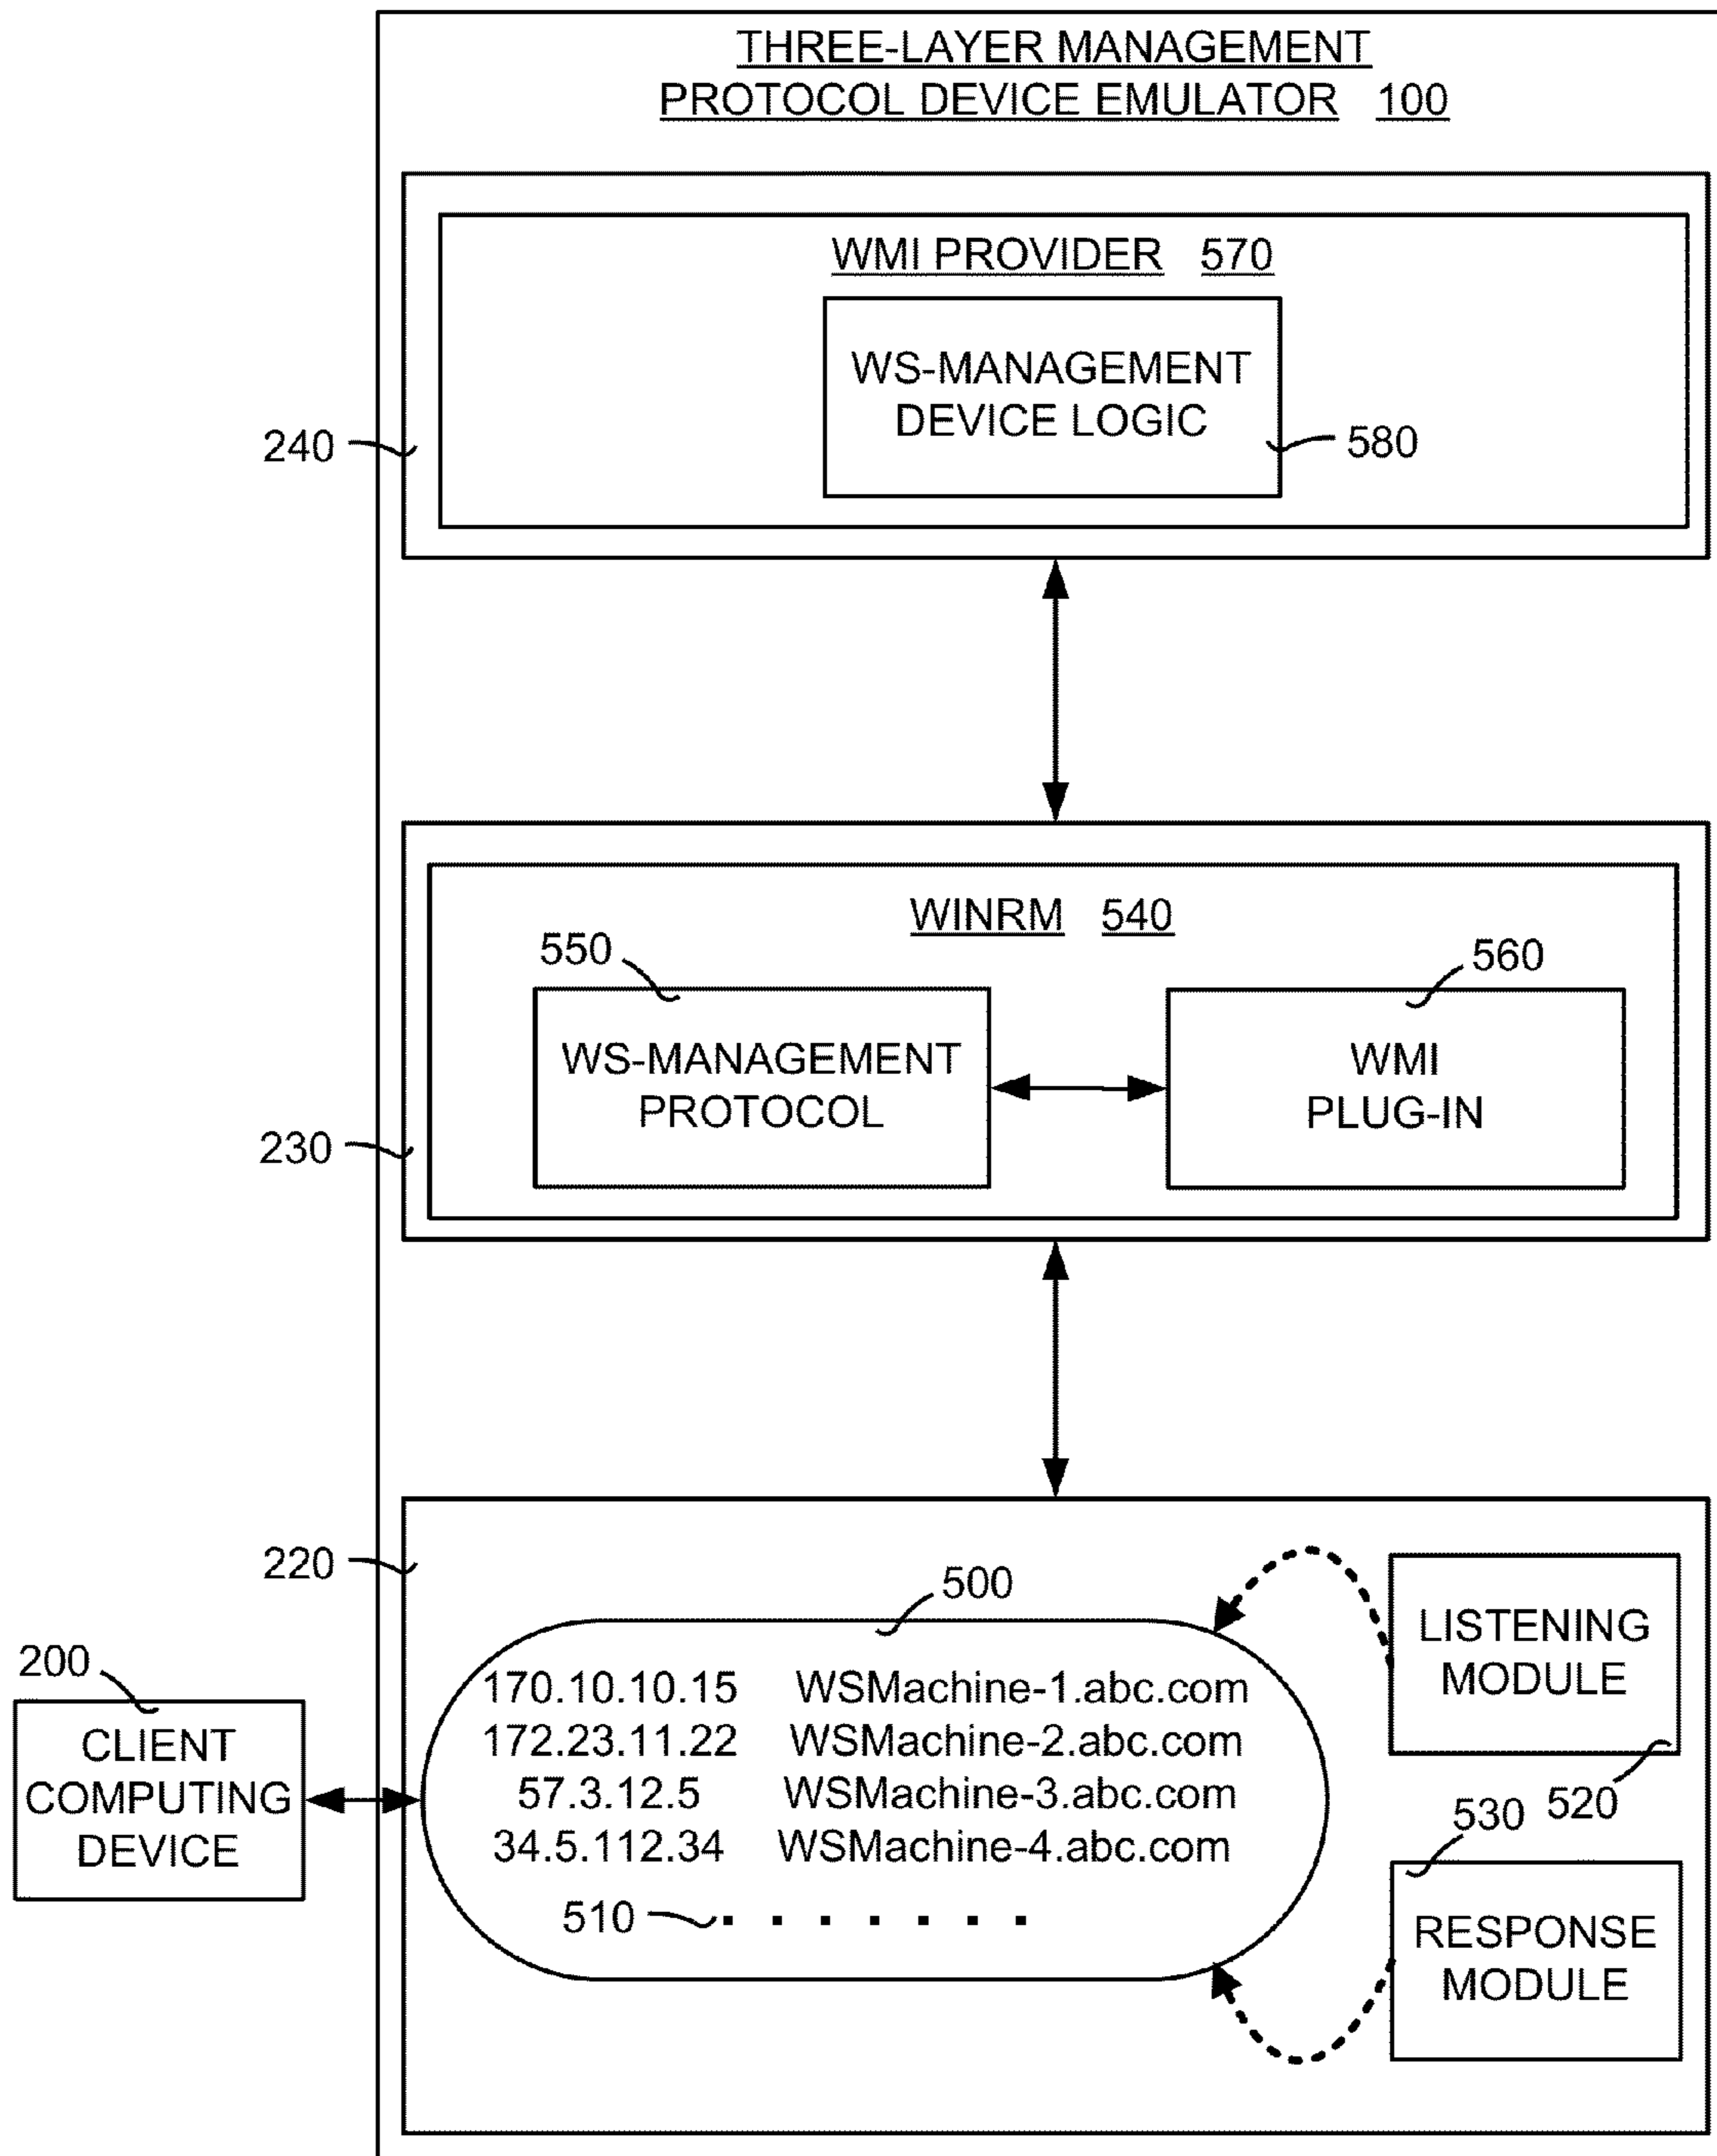 THREE-LAYER MANAGEMENT
PROTOCOL DEVICE EMULATOR 100
WMI PROVIDER 570
WS-MANAGEMENT
DEVICE LOGIC
240
580
WINRM 540
550
560
WS-MANAGEMENT
PROTOCOL
WMI
PLUG-IN
230
220
500
LISTENING
MODULE
520
200
CLIENT
COMPUTING
DEVICE
170.10.10.15 WSMachine-1.abc.com
172.23.11.22 WSMachine-2.abc.com
57.3.12.5 WSMachine-3.abc.com
34.5.112.34 WSMachine-4.abc.com
510 . . . . . . .
530
RESPONSE
MODULE